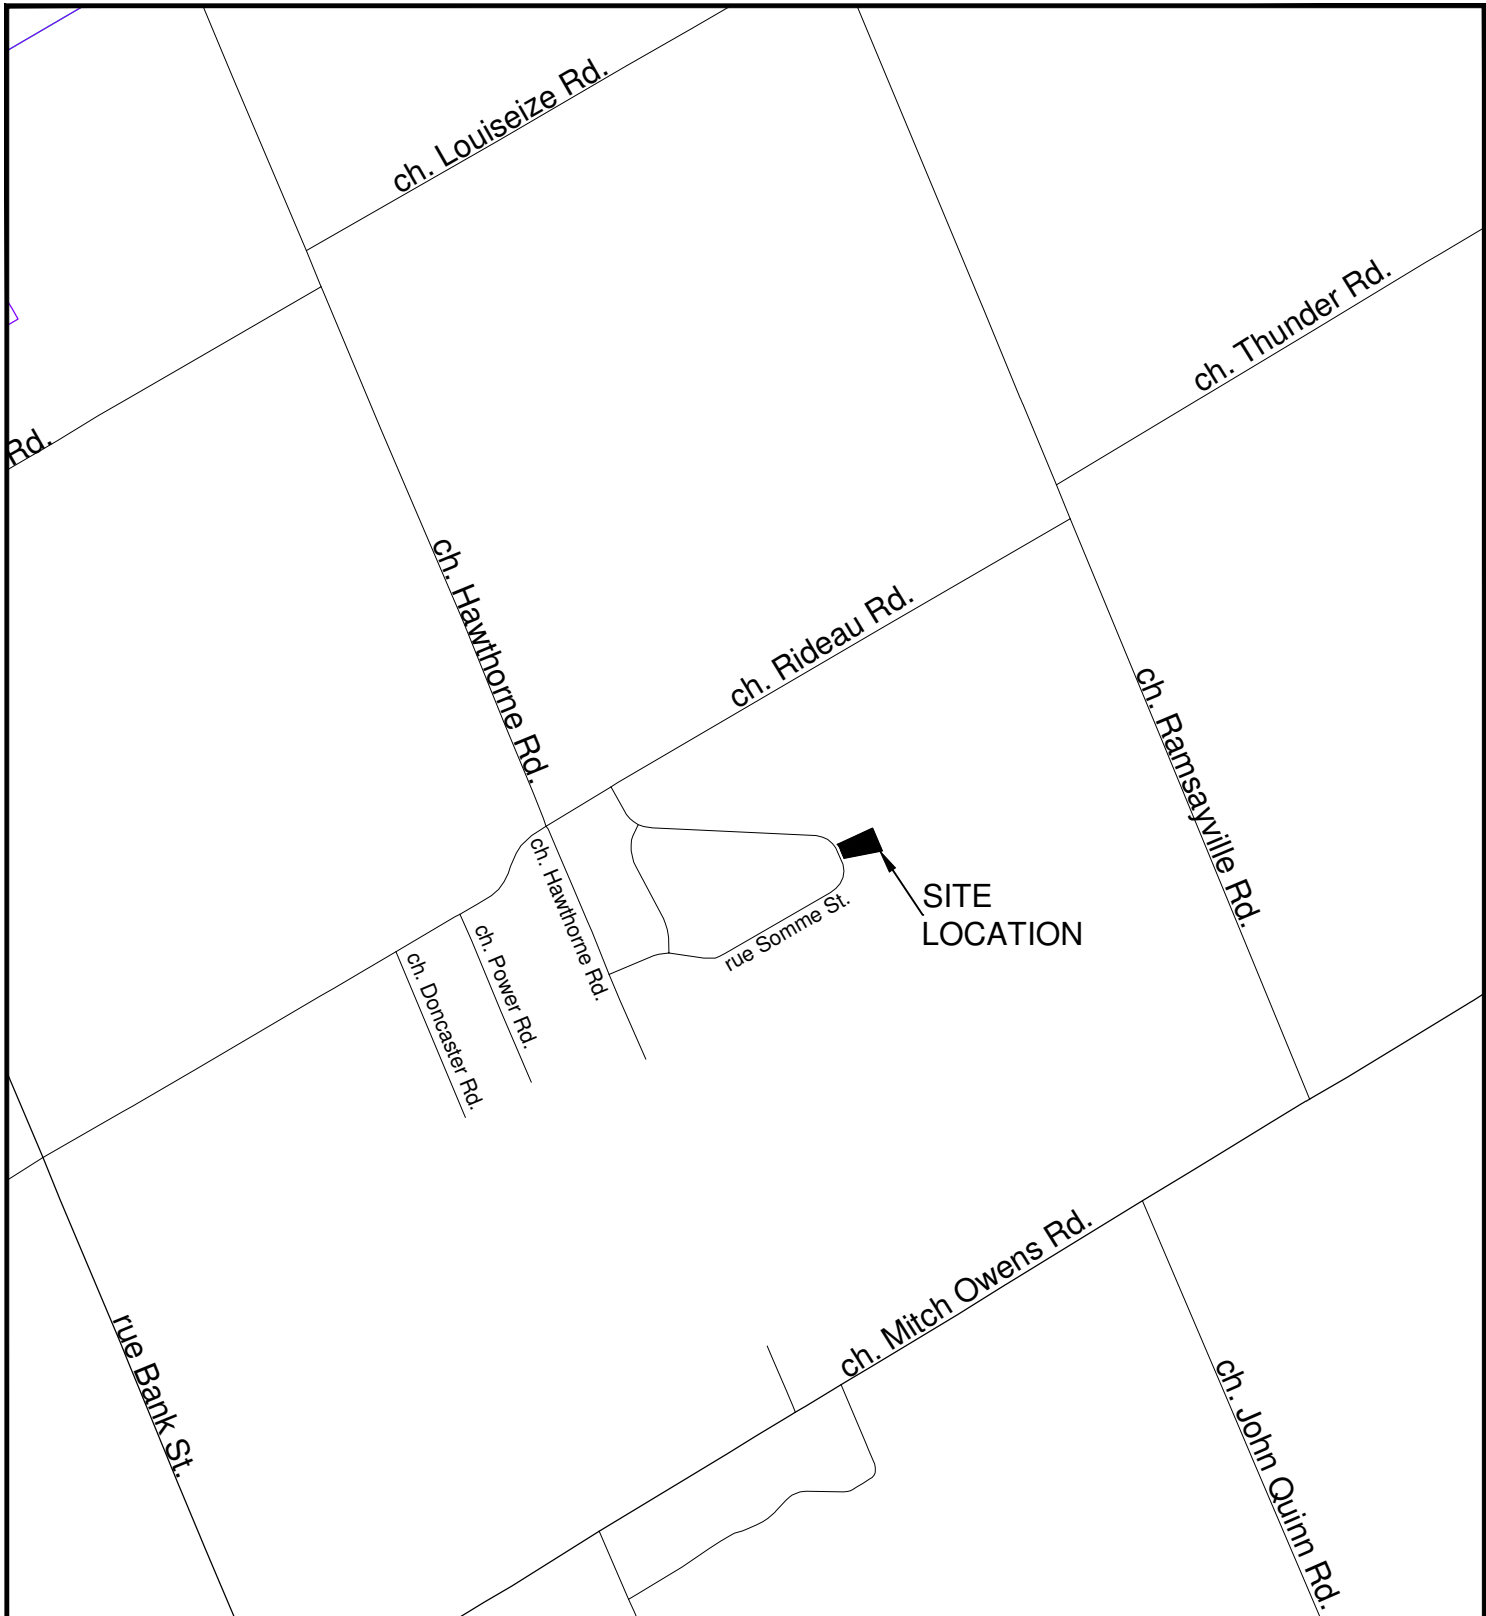 ch. Louiseize Rd.
ch. Thunder Rd.
Rd.
ch. Hawthorne Rd.
ch. Rideau Rd.
ch. Ramsayville Rd.
ch. Hawthorne Rd.
SITE
LOCATION
rue Somme St.
ch. Power Rd.
ch. Doncaster Rd.
ch. Mitch Owens Rd.
rue Bank St.
ch. John Quinn Rd.